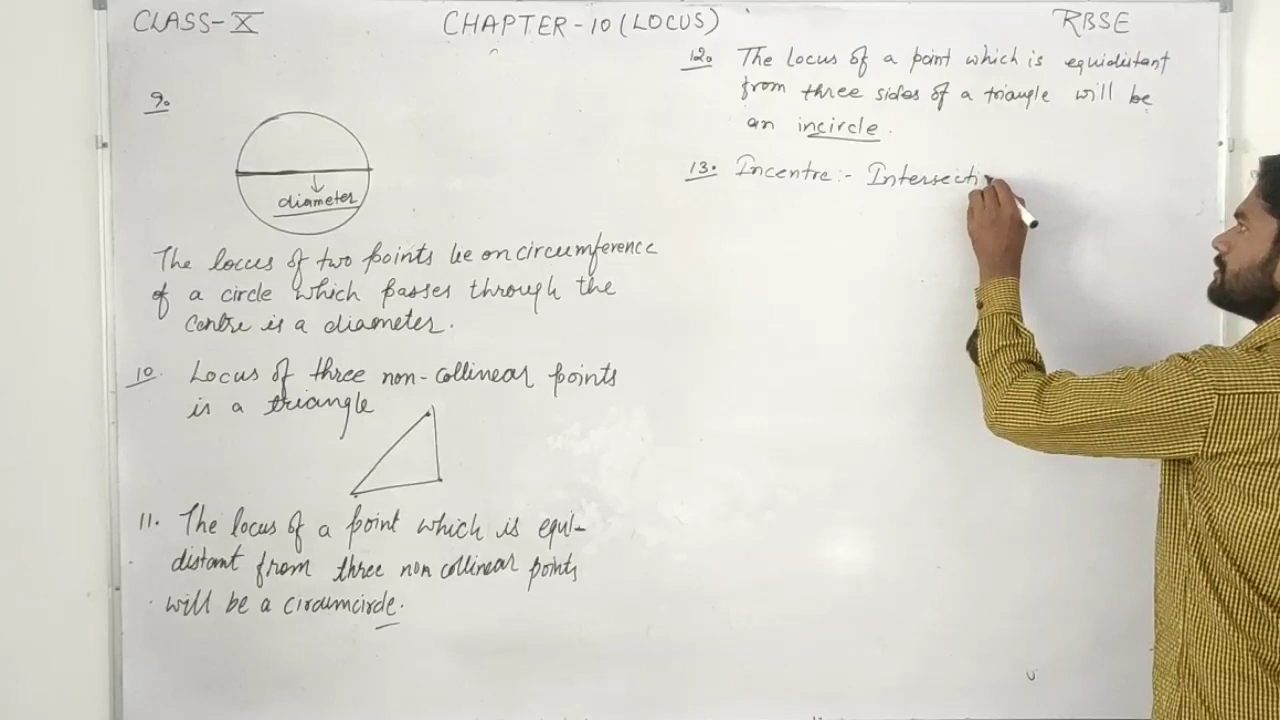 CLASS-X CHAPTER-10 (LOCUS) RBSE
9.
diameter
The locus of two points lie on circumference
of a circle which passes through the
Centre is a diameter.
10. Locus of three non-collinear points
is a triangle
11. The locus of a point which is equi-
distant from three non collinear points
will be a circumcircle.
12. The locus of a point which is equidistant
from three sides of a triangle will be
an incircle.
13. Incentre:- Intersecti